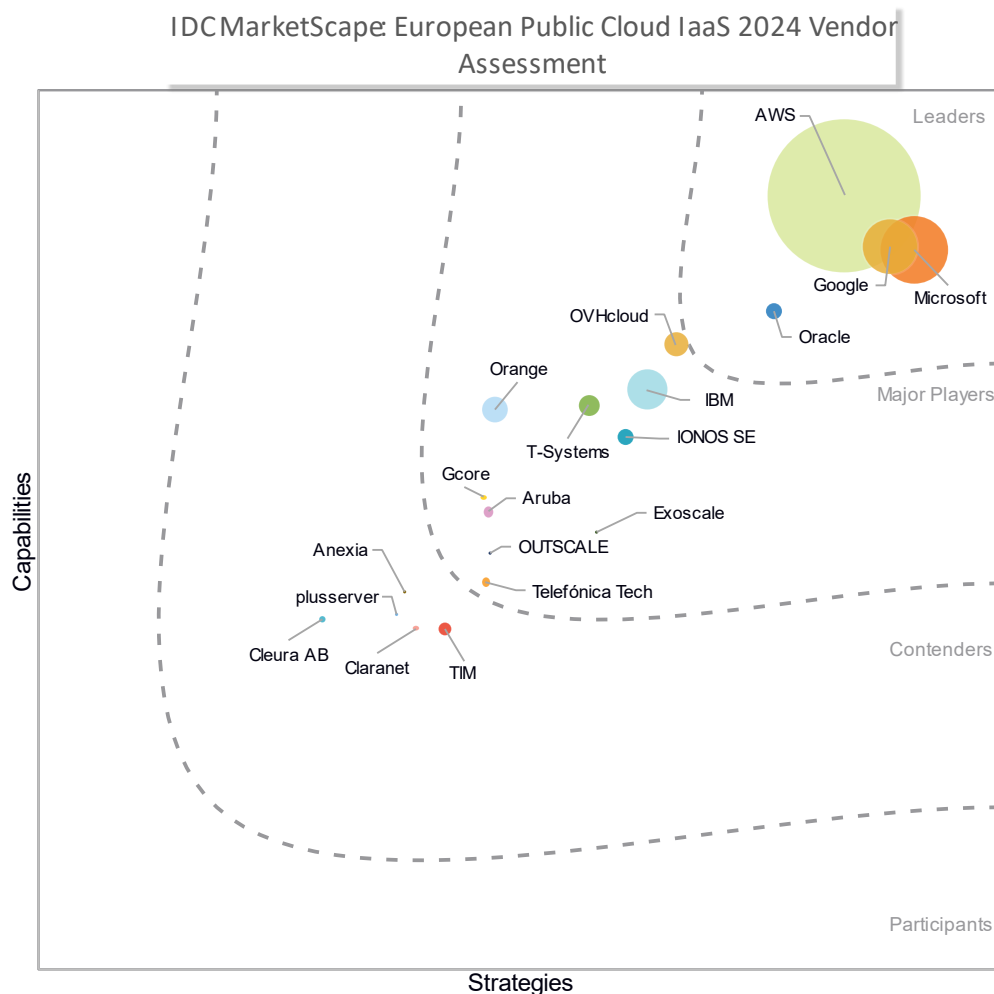 IDC MarketScape: European Public Cloud IaaS 2024 Vendor
Assessment
AWS
Leaders
Google
Microsoft
OVHcloud
Oracle
Orange
Major Players
IBM
IONOS SE
T-Systems
Gcore
Aruba
Exoscale
Capabilities
OUTSCALE
Anexia
Telefónica Tech
plusserver
Cleura AB
Claranet
TIM
Contenders
Participants
Strategies